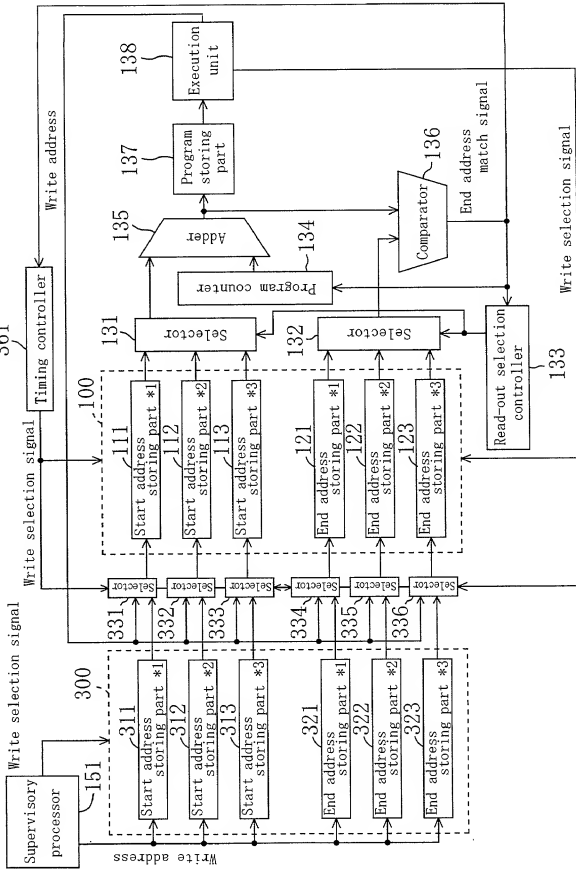 Supervisory
processor
151
Write selection signal
Write address
300
311
Start address
storing part *1
312
Start address
storing part *2
313
Start address
storing part *3
321
End address
storing part *1
322
End address
storing part *2
323
End address
storing part *3
Write selection signal
361
Timing controller
331
Selector
332
Selector
333
Selector
334
Selector
335
Selector
336
Selector
100
111
Start address
storing part *1
112
Start address
storing part *2
113
Start address
storing part *3
121
End address
storing part *1
122
End address
storing part *2
123
End address
storing part *3
131
Selector
132
Selector
Read-out selection
controller
133
Program counter
134
135
Adder
Comparator
136
End address
match signal
137
Program
storing
part
138
Execution
unit
Write address
Write selection signal